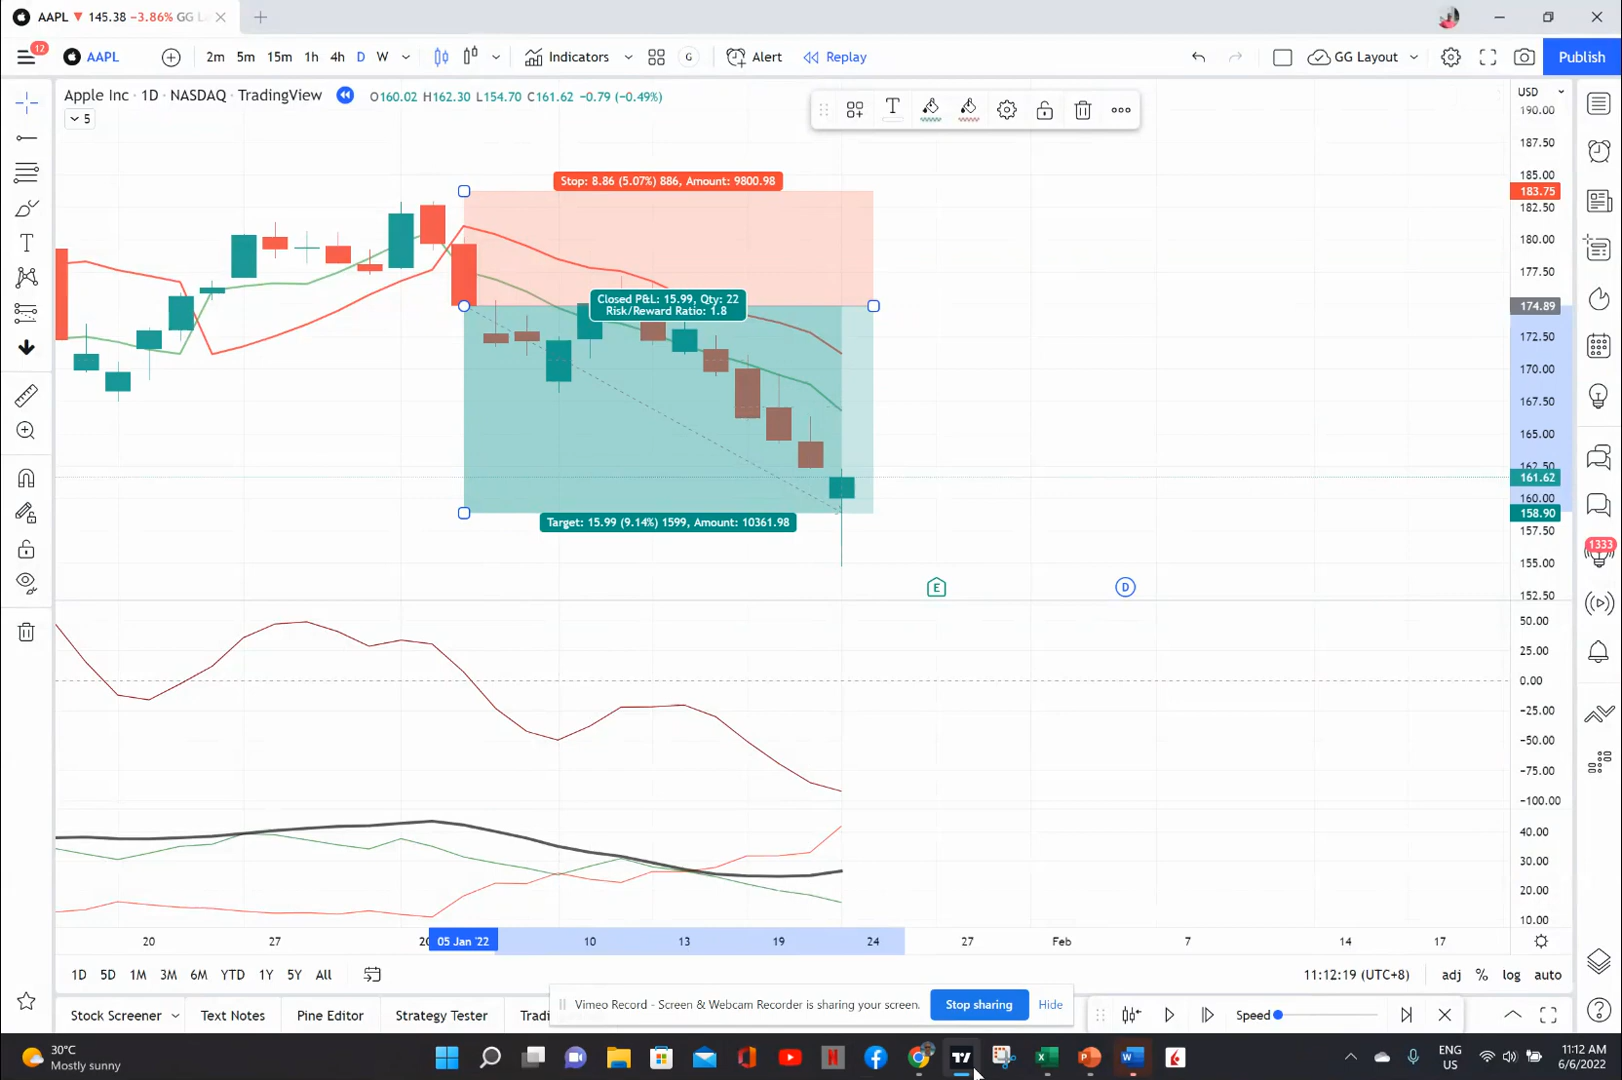 AAPL ▼ 145.38 −3.86% GG La
12
AAPL 2m 5m 15m 1h 4h D W Indicators G Alert Replay GG Layout Publish
Apple Inc · 1D · NASDAQ · TradingView O160.02 H162.30 L154.70 C161.62 −0.79 (−0.49%)
5
T
USD
190.00
187.50
185.00
183.75
182.50
180.00
177.50
174.89
172.50
170.00
167.50
165.00
162.50
161.62
160.00
158.90
157.50
155.00
152.50
Stop: 8.86 (5.07%) 886, Amount: 9800.98
Closed P&L: 15.99, Qty: 22
Risk/Reward Ratio: 1.8
Target: 15.99 (9.14%) 1599, Amount: 10361.98
E D
1333
50.00
25.00
0.00
−25.00
−50.00
−75.00
−100.00
40.00
30.00
20.00
10.00
20 27 05 Jan '22 10 13 19 24 27 Feb 7 14 17
1D 5D 1M 3M 6M YTD 1Y 5Y All 11:12:19 (UTC+8) adj % log auto
Vimeo Record - Screen & Webcam Recorder is sharing your screen. Stop sharing Hide
Stock Screener Text Notes Pine Editor Strategy Tester Tradi Speed
30°C
Mostly sunny
ENG
US
11:12 AM
6/6/2022